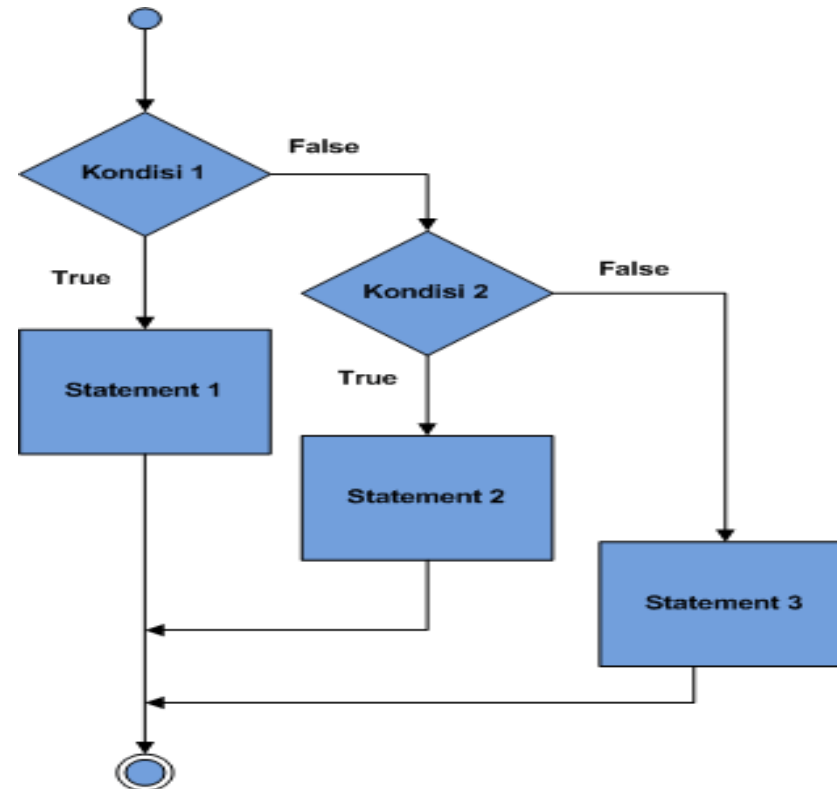 False
Kondisi 1
True
False
Kondisi 2
True
Statement 1
Statement 2
Statement 3